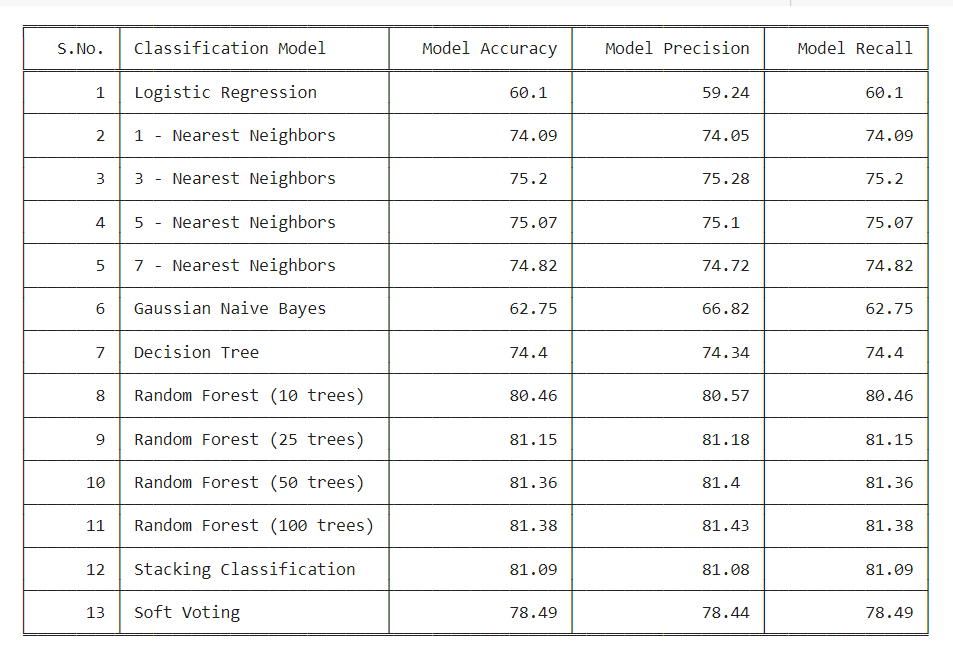 S.No. Classification Model Model Accuracy Model Precision Model Recall
1 Logistic Regression 60.1 59.24 60.1
2 1 - Nearest Neighbors 74.09 74.05 74.09
3 3 - Nearest Neighbors 75.2 75.28 75.2
4 5 - Nearest Neighbors 75.07 75.1 75.07
5 7 - Nearest Neighbors 74.82 74.72 74.82
6 Gaussian Naive Bayes 62.75 66.82 62.75
7 Decision Tree 74.4 74.34 74.4
8 Random Forest (10 trees) 80.46 80.57 80.46
9 Random Forest (25 trees) 81.15 81.18 81.15
10 Random Forest (50 trees) 81.36 81.4 81.36
11 Random Forest (100 trees) 81.38 81.43 81.38
12 Stacking Classification 81.09 81.08 81.09
13 Soft Voting 78.49 78.44 78.49